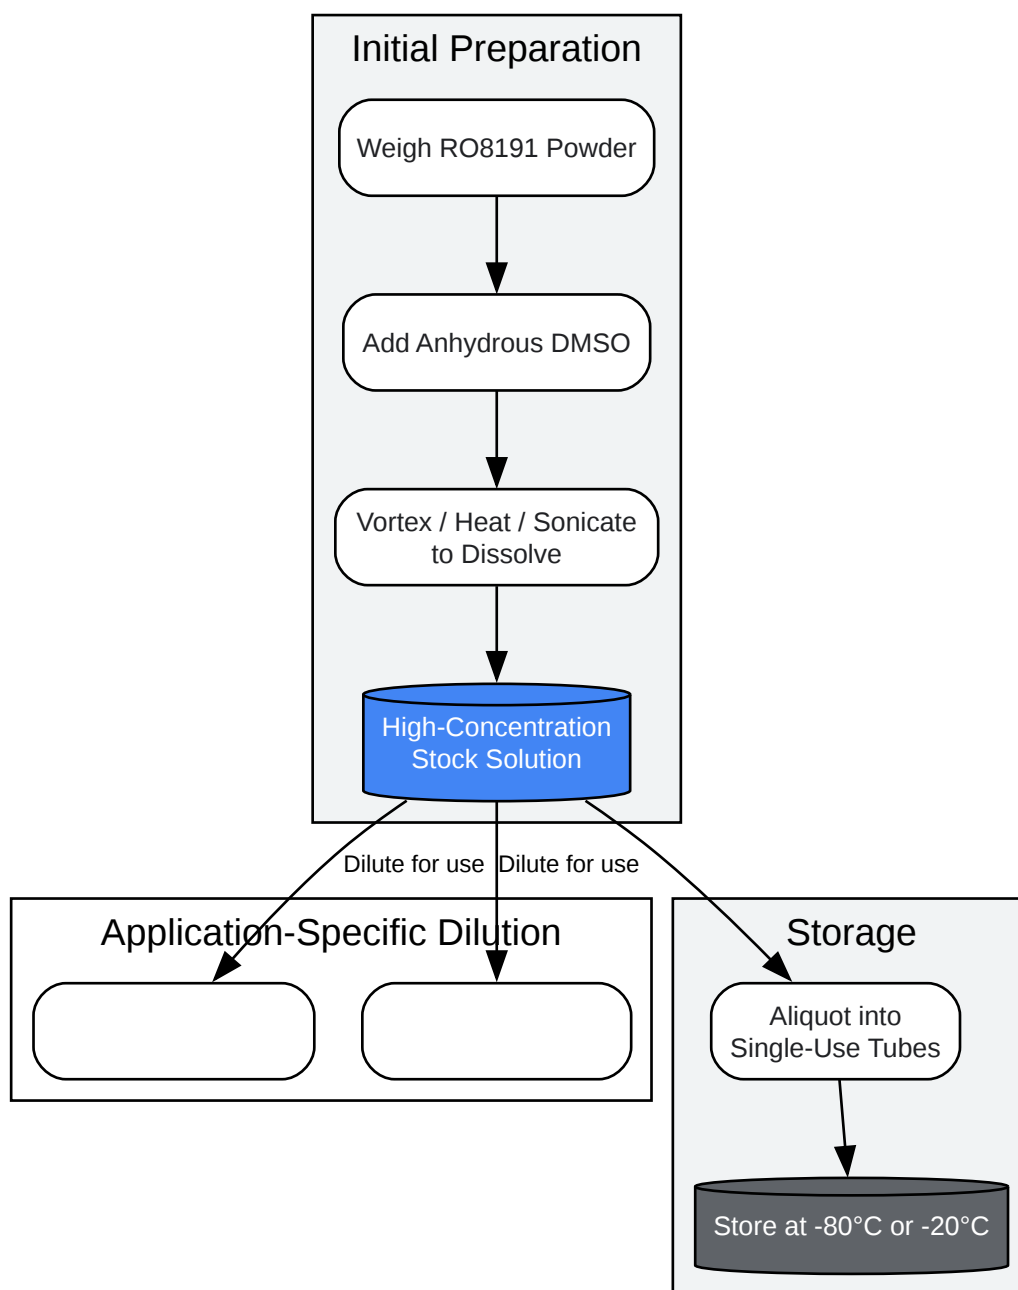 Initial Preparation
Weigh RO8191 Powder
Add Anhydrous DMSO
Vortex / Heat / Sonicate
to Dissolve
High-Concentration
Stock Solution
Dilute for use
Dilute for use
Application-Specific Dilution
Storage
Aliquot into
Single-Use Tubes
Store at -80°C or -20°C